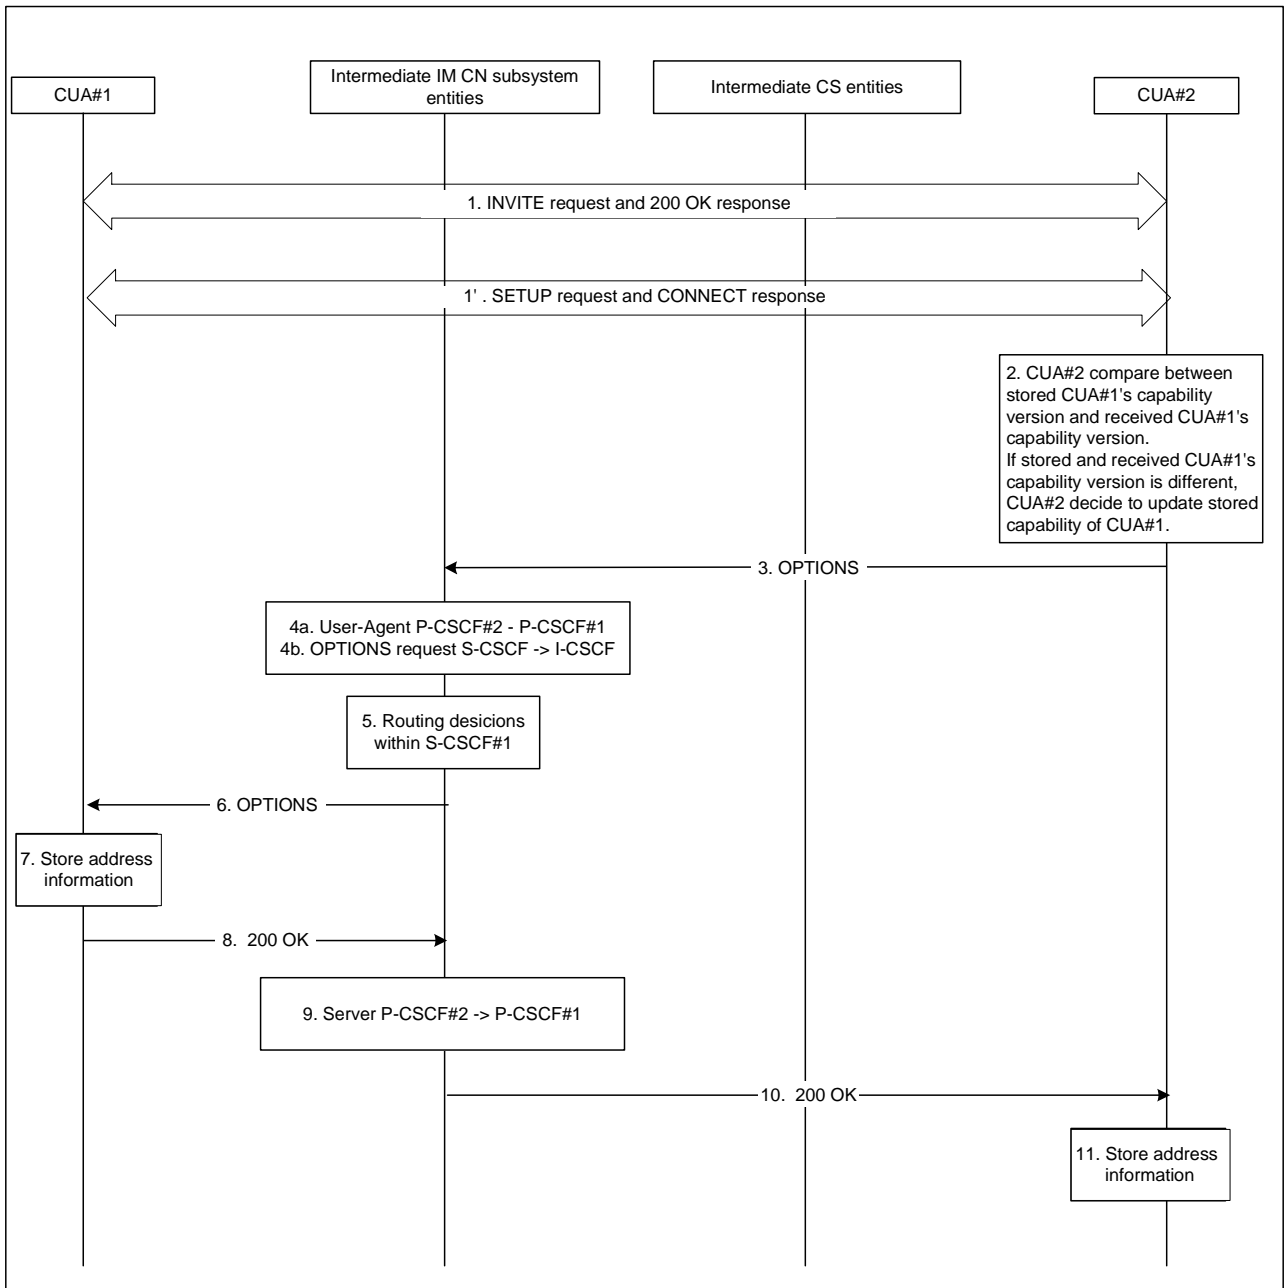 CUA#1
Intermediate IM CN subsystem
entities
Intermediate CS entities
CUA#2
1. INVITE request and 200 OK response
1' . SETUP request and CONNECT response
2. CUA#2 compare between
stored CUA#1's capability
version and received CUA#1's
capability version.
If stored and received CUA#1's
capability version is different,
CUA#2 decide to update stored
capability of CUA#1.
3. OPTIONS
4a. User-Agent P-CSCF#2 - P-CSCF#1
4b. OPTIONS request S-CSCF -> I-CSCF
5. Routing desicions
within S-CSCF#1
6. OPTIONS
7. Store address
information
8.  200 OK
9. Server P-CSCF#2 -> P-CSCF#1
10.  200 OK
11. Store address
information